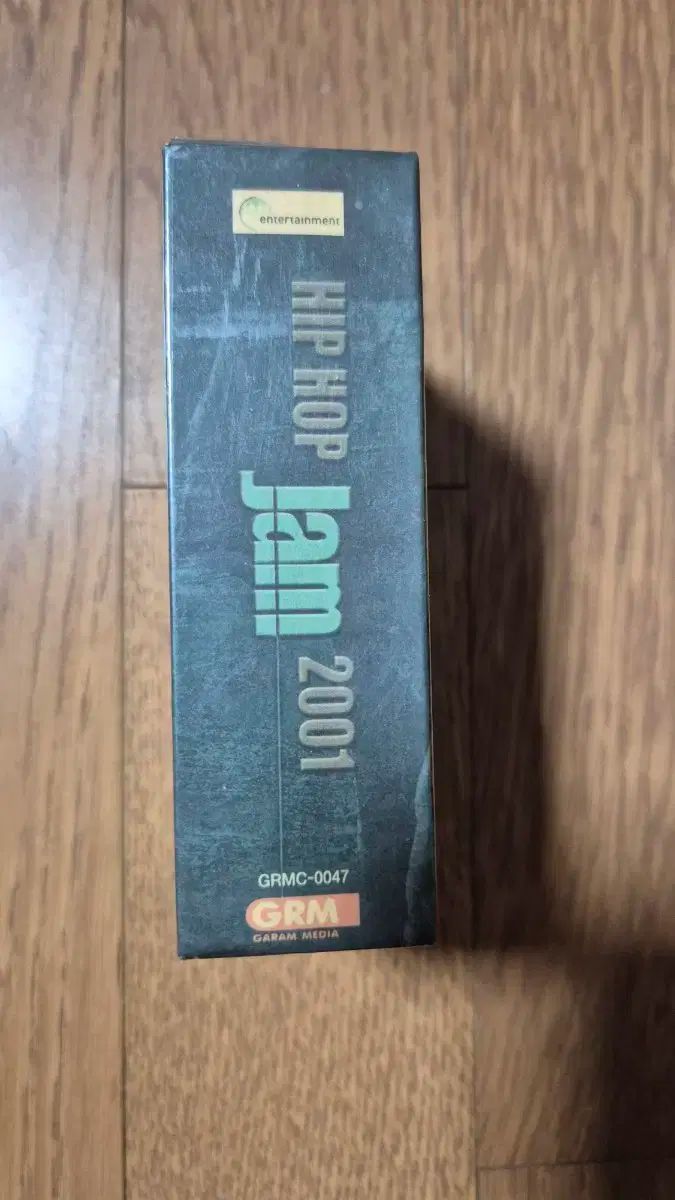 entertainment
HIP HOP Jam 2001
GRMC-0047
GRM
GARAM MEDIA